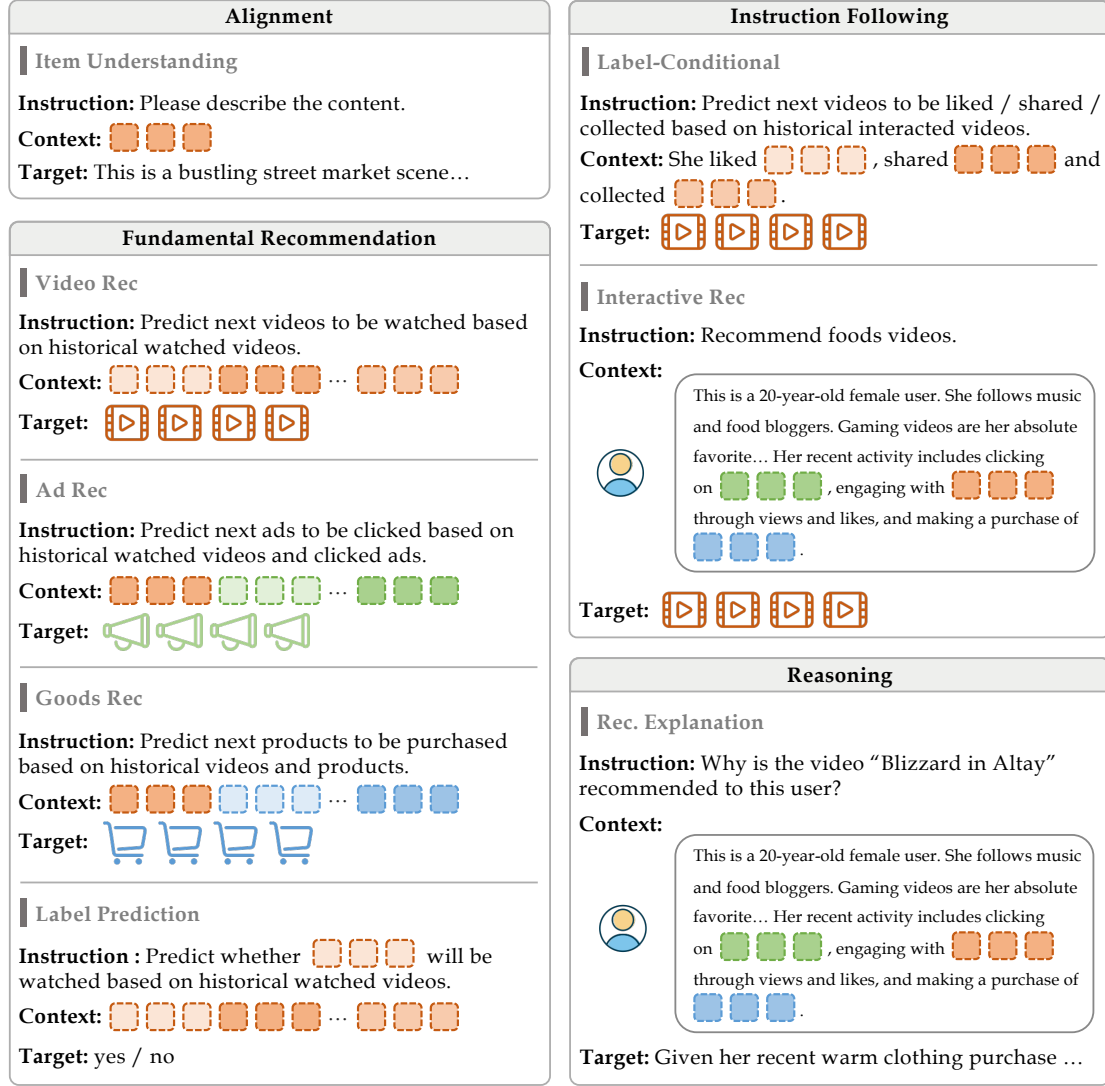 Alignment
Item Understanding
Instruction: Please describe the content.
Context:
Target: This is a bustling street market scene…
Fundamental Recommendation
Video Rec
Instruction: Predict next videos to be watched based
on historical watched videos.
Context: ...
Target:
Ad Rec
Instruction: Predict next ads to be clicked based on
historical watched videos and clicked ads.
Context: ...
Target:
Goods Rec
Instruction: Predict next products to be purchased
based on historical videos and products.
Context: ...
Target:
Label Prediction
Instruction : Predict whether will be
watched based on historical watched videos.
Context: ...
Target: yes / no
Instruction Following
Label-Conditional
Instruction: Predict next videos to be liked / shared /
collected based on historical interacted videos.
Context: She liked , shared and
collected .
Target:
Interactive Rec
Instruction: Recommend foods videos.
Context:
This is a 20-year-old female user. She follows music
and food bloggers. Gaming videos are her absolute
favorite… Her recent activity includes clicking
on , engaging with
through views and likes, and making a purchase of
.
Target:
Reasoning
Rec. Explanation
Instruction: Why is the video “Blizzard in Altay”
recommended to this user?
Context:
This is a 20-year-old female user. She follows music
and food bloggers. Gaming videos are her absolute
favorite… Her recent activity includes clicking
on , engaging with
through views and likes, and making a purchase of
.
Target: Given her recent warm clothing purchase …